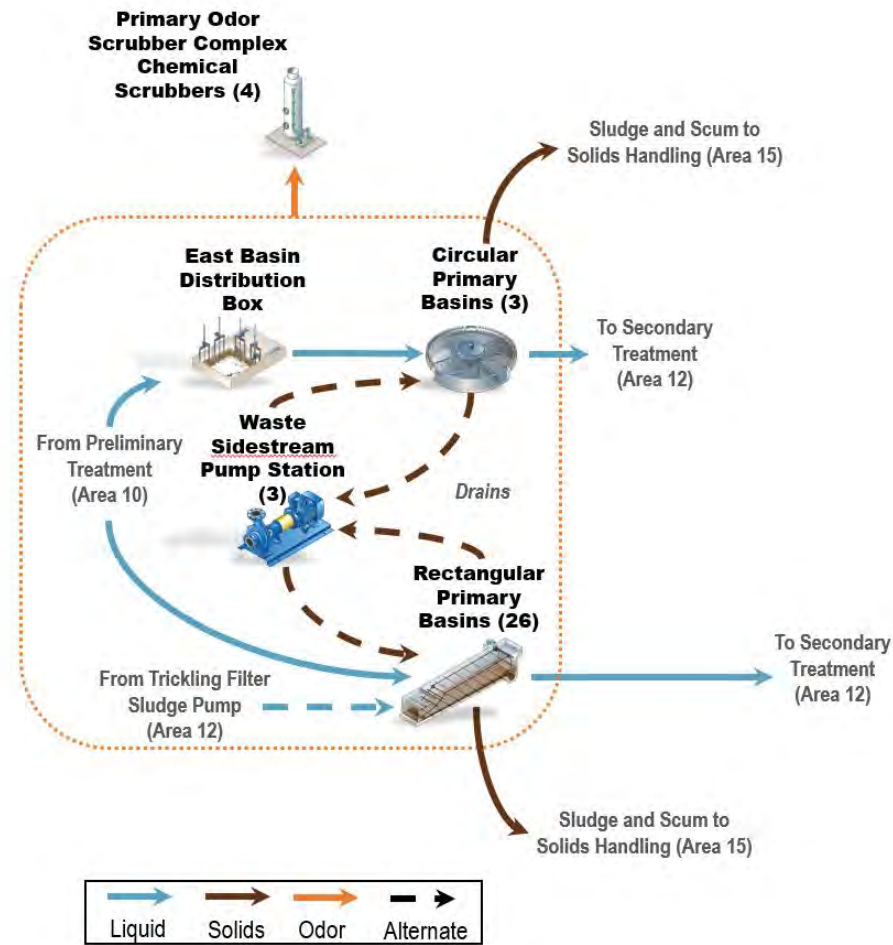 Primary Odor
Scrubber Complex
Chemical
Scrubbers (4)
Sludge and Scum to
Solids Handling (Area 15)
East Basin
Distribution
Box
Circular
Primary
Basins (3)
To Secondary
Treatment
(Area 12)
From Preliminary
Treatment
(Area 10)
Waste
Sidestream
Pump Station
(3)
Drains
Rectangular
Primary
Basins (26)
To Secondary
Treatment
(Area 12)
From Trickling Filter
Sludge Pump
(Area 12)
Sludge and Scum to
Solids Handling (Area 15)
Liquid
Solids
Odor
Alternate